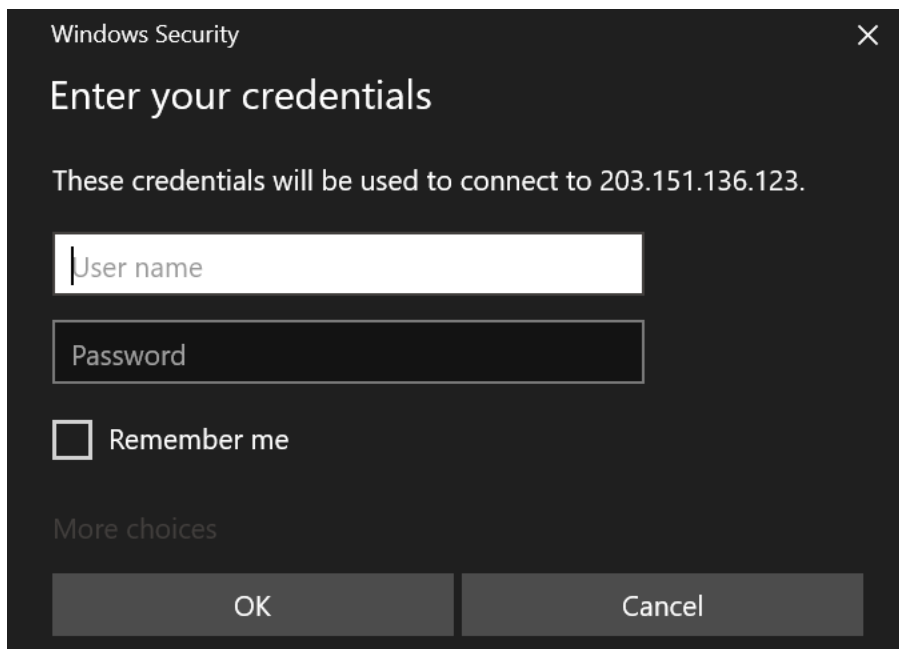 Windows Security
Enter your credentials
These credentials will be used to connect to 203.151.136.123.
User name
Password
Remember me
More choices
OK
Cancel